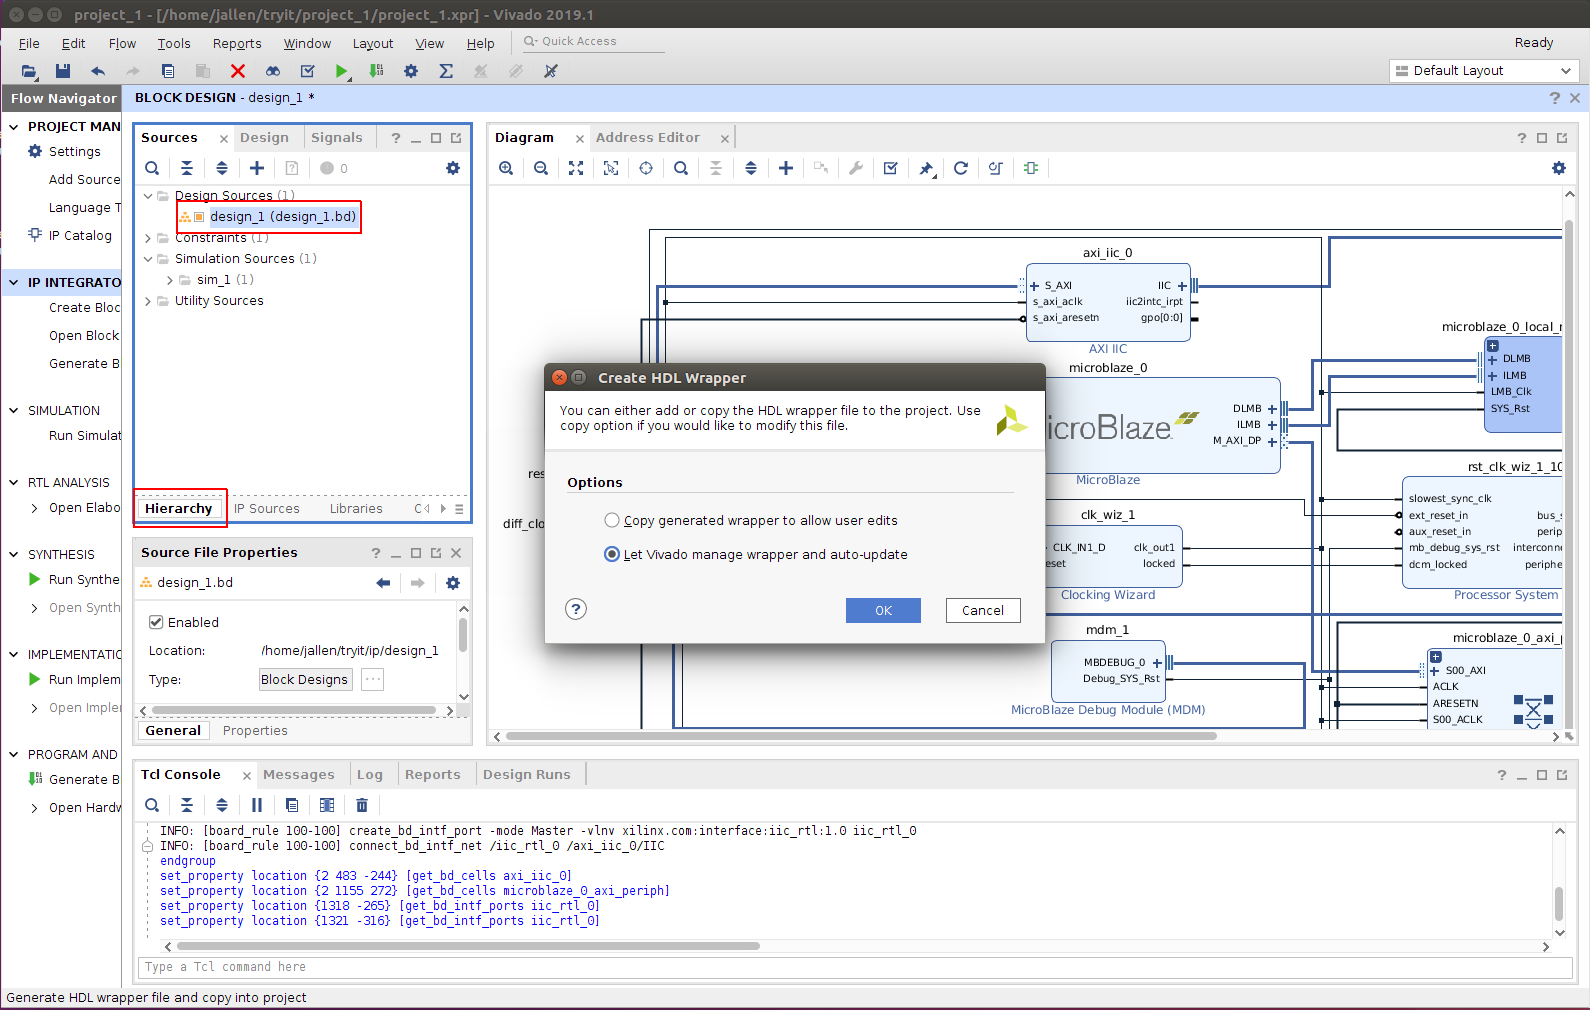 project_1 - [/home/jallen/tryit/project_1/project_1.xpr] - Vivado 2019.1
File Edit Flow Tools Reports Window Layout View Help Quick Access Ready
Default Layout
Flow Navigator
PROJECT MAN
Settings
Add Source
Language T
IP Catalog
IP INTEGRATO
Create Bloc
Open Block
Generate B
SIMULATION
Run Simulat
RTL ANALYSIS
Open Elabo
SYNTHESIS
Run Synthe
Open Synth
IMPLEMENTATIO
Run Implem
Open Imple
PROGRAM AND
Generate B
Open Hardw
BLOCK DESIGN - design_1 *
Sources Design Signals
0
Design Sources (1)
design_1 (design_1.bd)
Constraints (1)
Simulation Sources (1)
sim_1 (1)
Utility Sources
Hierarchy IP Sources Libraries C
Source File Properties
design_1.bd
Enabled
Location: /home/jallen/tryit/ip/design_1
Type: Block Designs
General Properties
Diagram Address Editor
axi_iic_0
S_AXI IIC
s_axi_aclk iic2intc_irpt
s_axi_aresetn gpo[0:0]
AXI IIC
microblaze_0
DLMB
ILMB
M_AXI_DP
icroBlaze
MicroBlaze
microblaze_0_local_
DLMB
ILMB
LMB_Clk
SYS_Rst
res
diff_clo
clk_wiz_1
CLK_IN1_D clk_out1
eset locked
Clocking Wizard
rst_clk_wiz_1_10
slowest_sync_clk
ext_reset_in bus_s
aux_reset_in perip
mb_debug_sys_rst interconn
dcm_locked periphe
Processor System
mdm_1
MBDEBUG_0
Debug_SYS_Rst
MicroBlaze Debug Module (MDM)
microblaze_0_axi_p
S00_AXI
ACLK
ARESETN
S00_ACLK
Create HDL Wrapper
You can either add or copy the HDL wrapper file to the project. Use
copy option if you would like to modify this file.
Options
Copy generated wrapper to allow user edits
Let Vivado manage wrapper and auto-update
OK Cancel
Tcl Console Messages Log Reports Design Runs
INFO: [board_rule 100-100] create_bd_intf_port -mode Master -vlnv xilinx.com:interface:iic_rtl:1.0 iic_rtl_0
INFO: [board_rule 100-100] connect_bd_intf_net /iic_rtl_0 /axi_iic_0/IIC
endgroup
set_property location {2 483 -244} [get_bd_cells axi_iic_0]
set_property location {2 1155 272} [get_bd_cells microblaze_0_axi_periph]
set_property location {1318 -265} [get_bd_intf_ports iic_rtl_0]
set_property location {1321 -316} [get_bd_intf_ports iic_rtl_0]
Type a Tcl command here
Generate HDL wrapper file and copy into project